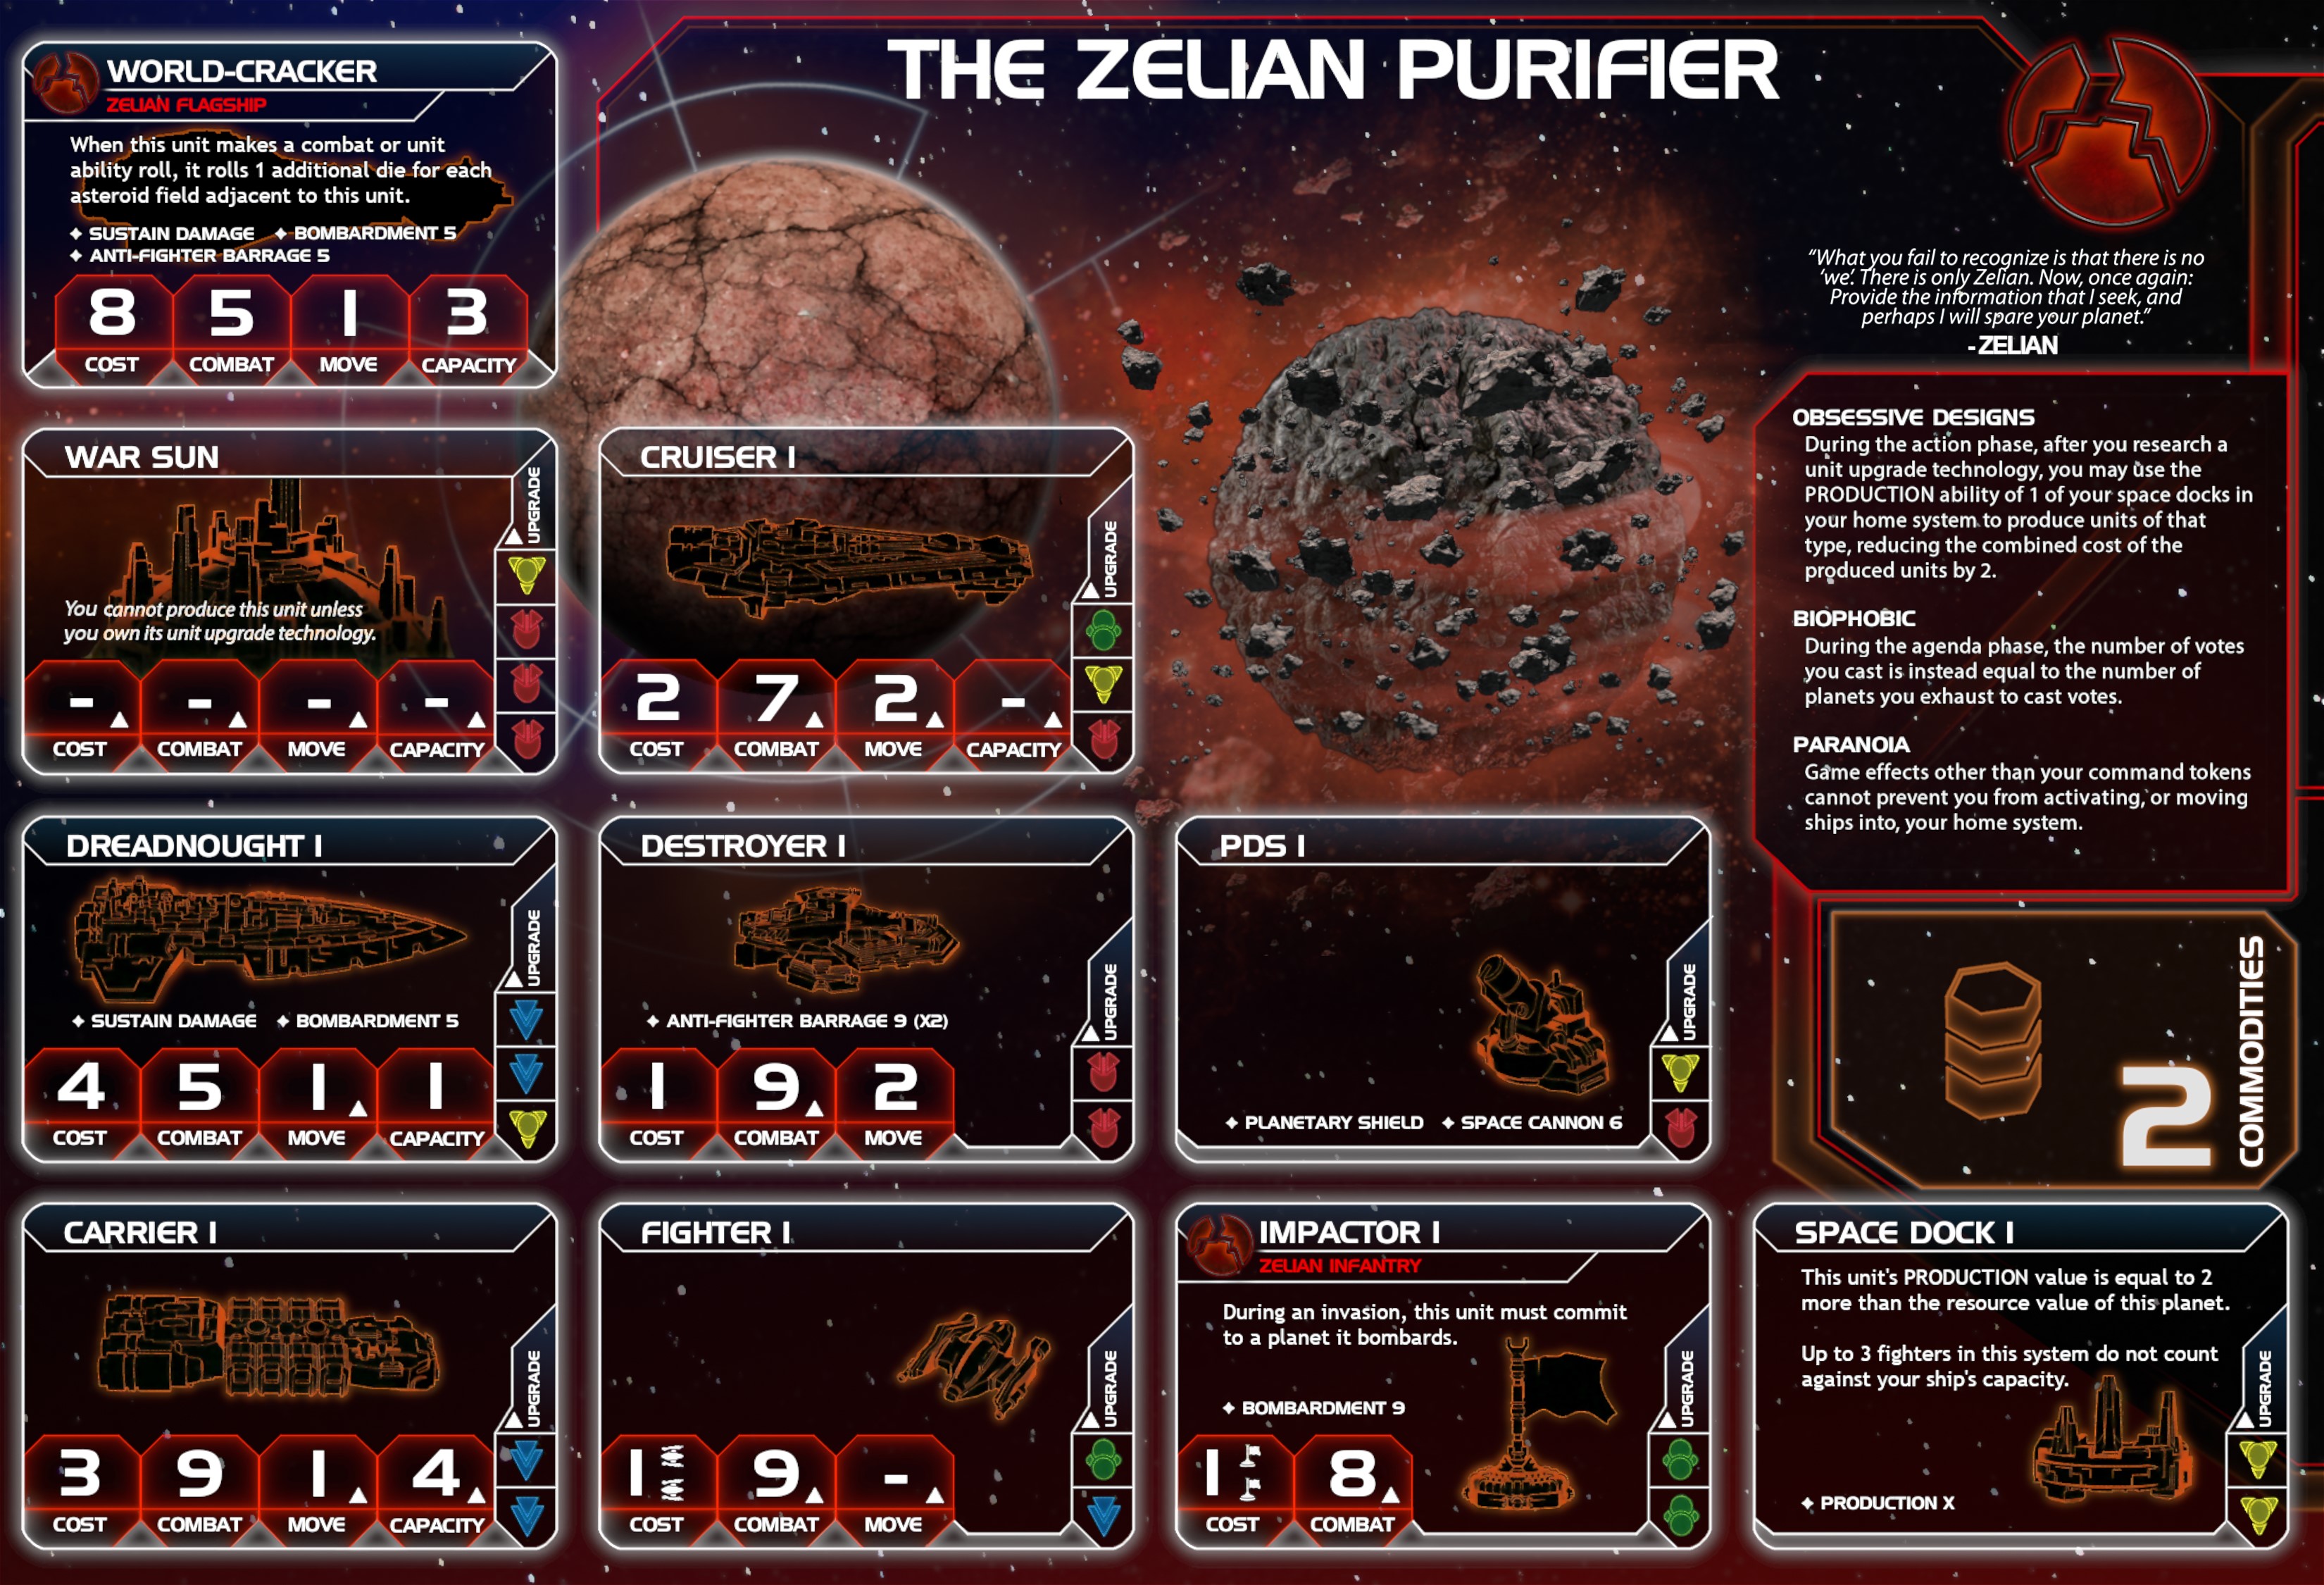 THE ZELIAN PURIFIER
WORLD-CRACKER
ZELIAN FLAGSHIP
When this unit makes a combat or unit
ability roll, it rolls 1 additional die for each
asteroid field adjacent to this unit.
◆ SUSTAIN DAMAGE ◆ BOMBARDMENT 5
◆ ANTI-FIGHTER BARRAGE 5
8 5 1 3
COST COMBAT MOVE CAPACITY
“What you fail to recognize is that there is no
‘we’. There is only Zelian. Now, once again:
Provide the information that I seek, and
perhaps I will spare your planet.”
-ZELIAN
OBSESSIVE DESIGNS
During the action phase, after you research a
unit upgrade technology, you may use the
PRODUCTION ability of 1 of your space docks in
your home system to produce units of that
type, reducing the combined cost of the
produced units by 2.
BIOPHOBIC
During the agenda phase, the number of votes
you cast is instead equal to the number of
planets you exhaust to cast votes.
PARANOIA
Game effects other than your command tokens
cannot prevent you from activating, or moving
ships into, your home system.
WAR SUN
UPGRADE
You cannot produce this unit unless
you own its unit upgrade technology.
- - - -
COST COMBAT MOVE CAPACITY
CRUISER I
UPGRADE
2 7 2 -
COST COMBAT MOVE CAPACITY
DREADNOUGHT I
UPGRADE
◆ SUSTAIN DAMAGE ◆ BOMBARDMENT 5
4 5 1 1
COST COMBAT MOVE CAPACITY
DESTROYER I
UPGRADE
◆ ANTI-FIGHTER BARRAGE 9 (X2)
1 9 2
COST COMBAT MOVE
PDS I
UPGRADE
◆ PLANETARY SHIELD ◆ SPACE CANNON 6
2
COMMODITIES
CARRIER I
UPGRADE
3 9 1 4
COST COMBAT MOVE CAPACITY
FIGHTER I
UPGRADE
1 9 -
COST COMBAT MOVE
IMPACTOR I
ZELIAN INFANTRY
During an invasion, this unit must commit
to a planet it bombards.
UPGRADE
◆ BOMBARDMENT 9
1 8
COST COMBAT
SPACE DOCK I
This unit's PRODUCTION value is equal to 2
more than the resource value of this planet.
Up to 3 fighters in this system do not count
against your ship's capacity.
UPGRADE
◆ PRODUCTION X